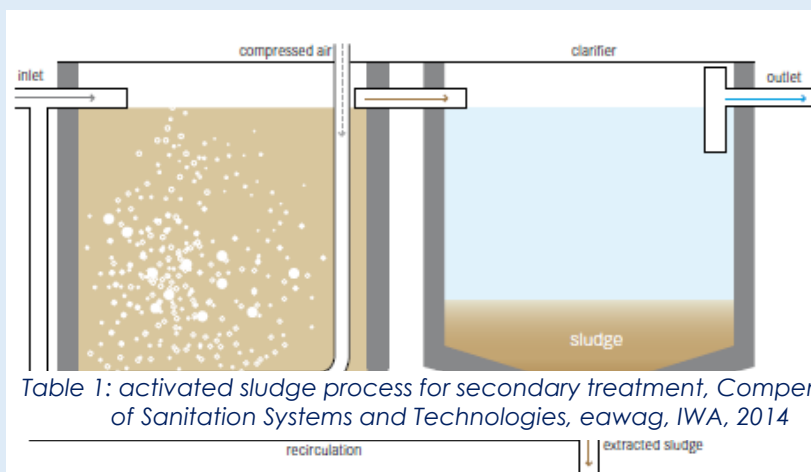 compressed air
clarifier
inlet
outlet
sludge
Table 1: activated sludge process for secondary treatment, Compen
of Sanitation Systems and Technologies, eawag, IWA, 2014
recirculation
extracted sludge